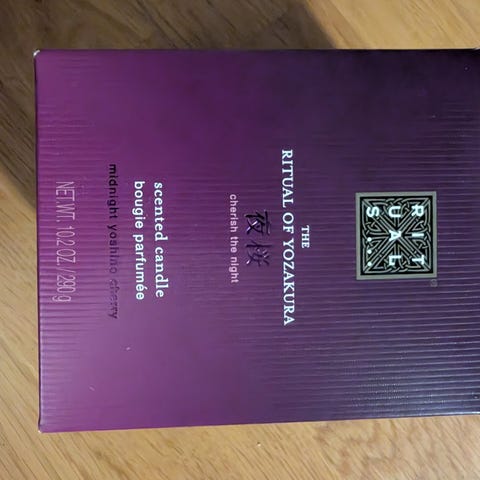 RIT
UAL
S...
®
THE
RITUAL OF YOZAKURA
夜桜
cherish the night
scented candle
bougie parfumée
midnight yoshino cherry
NET.WT. 10.2 OZ / 290 g